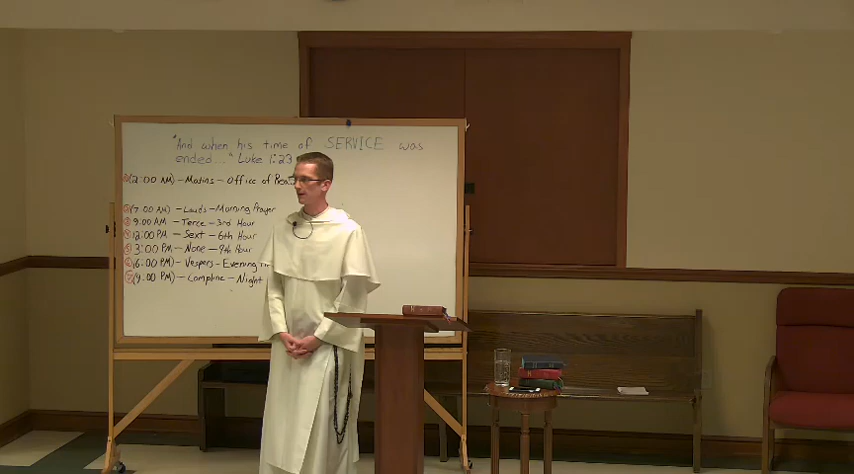 "And when his time of SERVICE was
ended..." Luke 1:23
(2:00 AM) - Matins - Office of
(7:00 AM) - Lauds - Morning Prayer
9:00 AM - Terce - 3rd Hour
12:00 PM - Sext - 6th Hour
3:00 PM - None - 9th Hour
(6:00 PM) - Vespers - Evening
(9:00 PM) - Compline - Night